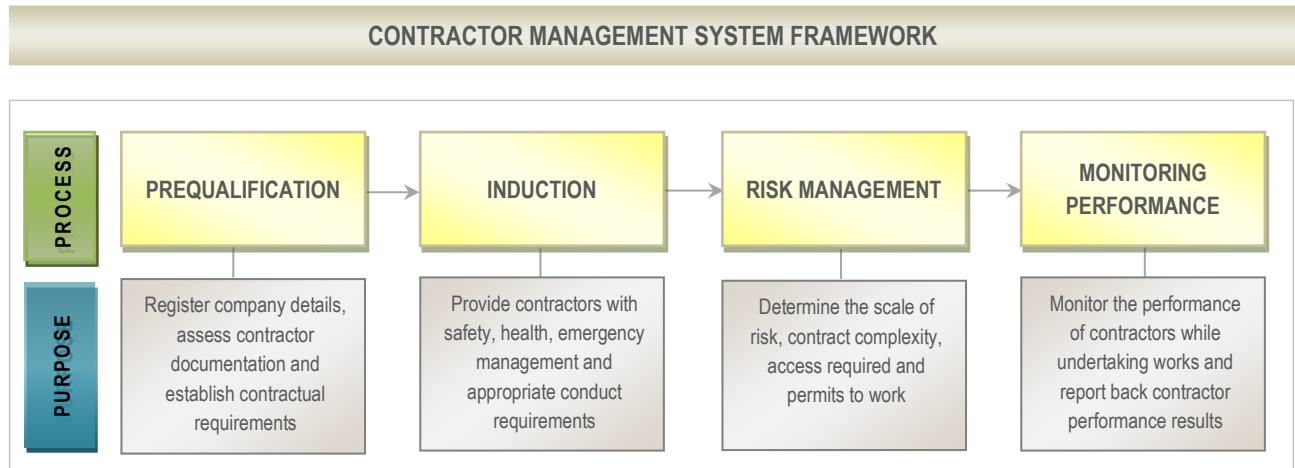 CONTRACTOR MANAGEMENT SYSTEM FRAMEWORK
PROCESS
PREQUALIFICATION
INDUCTION
RISK MANAGEMENT
MONITORING
PERFORMANCE
PURPOSE
Register company details,
assess contractor
documentation and
establish contractual
requirements
Provide contractors with
safety, health, emergency
management and
appropriate conduct
requirements
Determine the scale of
risk, contract complexity,
access required and
permits to work
Monitor the performance
of contractors while
undertaking works and
report back contractor
performance results